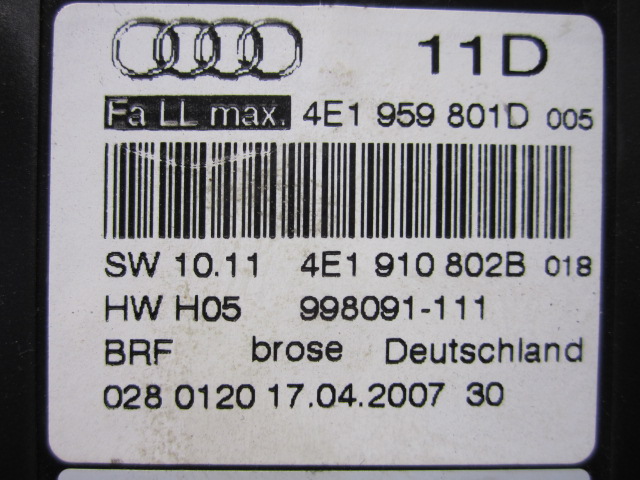 11D
Fa LL max. 4E1 959 801D 005
SW 10.11 4E1 910 802B 018
HW H05 998091-111
BRF brose Deutschland
028 0120 17.04.2007 30